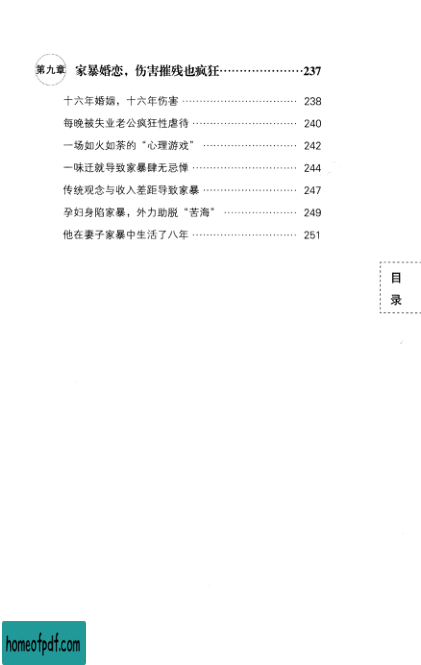 第九章 家暴婚恋，伤害摧残也疯狂····················237
十六年婚姻，十六年伤害 ································ 238
每晚被失业老公疯狂性虐待 ····························· 240
一场如火如荼的“心理游戏” ·························· 242
一味迁就导致家暴肆无忌惮 ····························· 244
传统观念与收入差距导致家暴 ·························· 247
孕妇身陷家暴，外力助脱“苦海” ···················· 249
他在妻子家暴中生活了八年 ····························· 251
目
录
homeofpdf.com